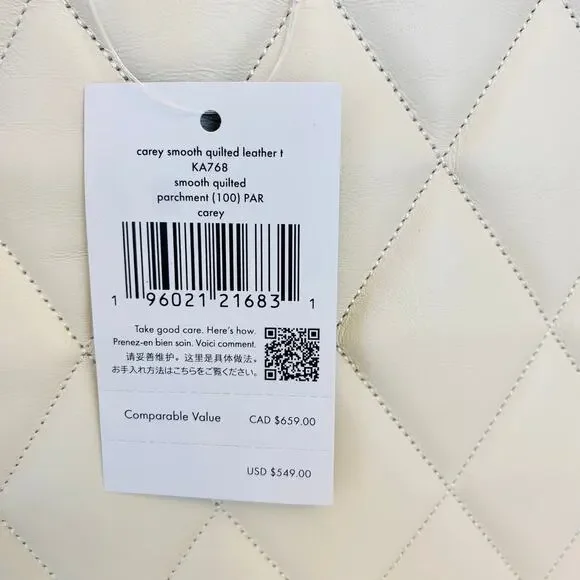 carey smooth quilted leather t
KA768
smooth quilted
parchment (100) PAR
carey
1 96021 21683 1
Take good care. Here's how.
Prenez-en bien soin. Voici comment.
请妥善维护。这里是具体做法。
お手入れ方法はこちらをご覧ください。
Comparable Value CAD $659.00
USD $549.00